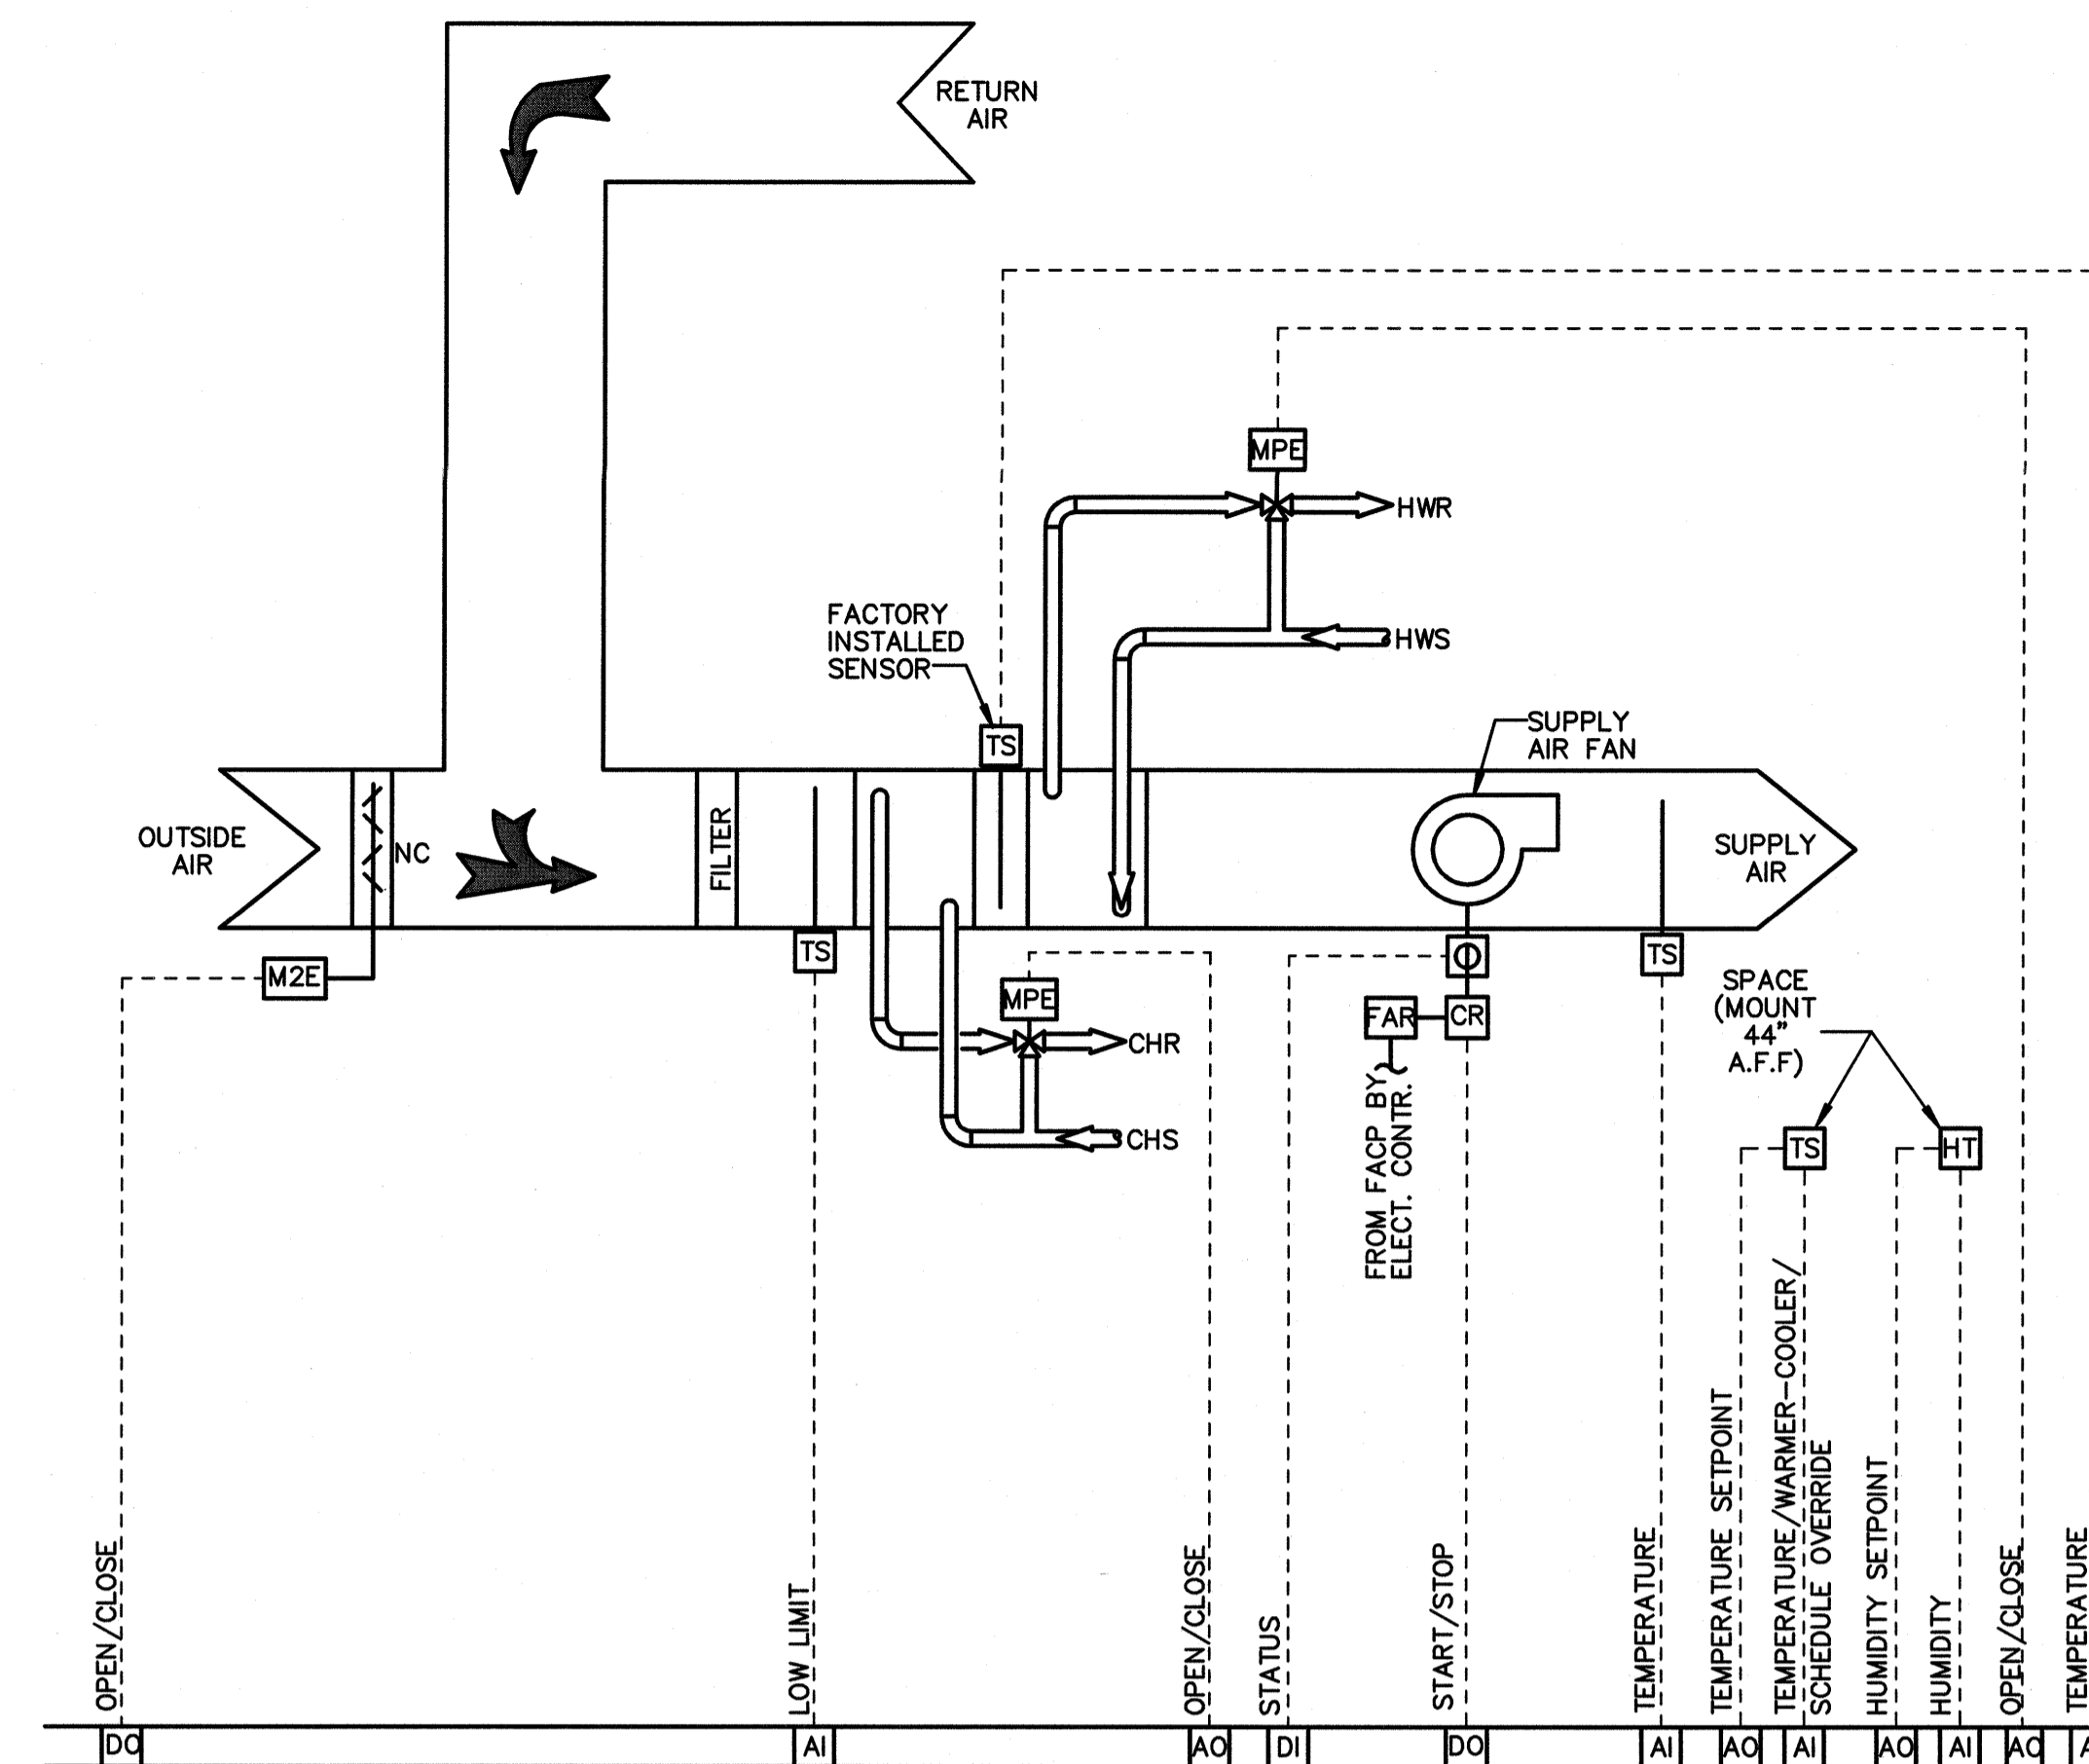 RETURN
AIR
MPE
HWR
FACTORY
INSTALLED
SENSOR
HWS
TS
SUPPLY
AIR FAN
OUTSIDE
AIR
NC
FILTER
SUPPLY
AIR
TS
TS
M2E
MPE
SPACE
(MOUNT
44"
A.F.F)
FAR
CR
CHR
FROM FACP BY
ELECT. CONTR.
CHS
TS
HT
OPEN/CLOSE
LOW LIMIT
OPEN/CLOSE
STATUS
START/STOP
TEMPERATURE
TEMPERATURE SETPOINT
TEMPERATURE/WARMER-COOLER/
SCHEDULE OVERRIDE
HUMIDITY SETPOINT
HUMIDITY
OPEN/CLOSE
TEMPERATURE
DO
AI
AO
DI
DO
AI
AO
AI
AO
AI
AO